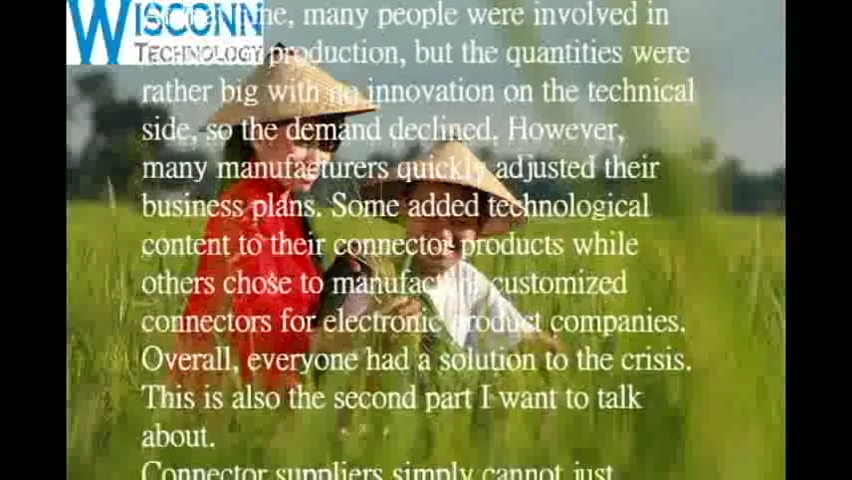 WISCONN
TECHNOLOGY
many people were involved in
production, but the quantities were
rather big with no innovation on the technical
side, so the demand declined. However,
many manufacturers quickly adjusted their
business plans. Some added technological
content to their connector products while
others chose to manufacture customized
connectors for electronic product companies.
Overall, everyone had a solution to the crisis.
This is also the second part I want to talk
about.
Connector suppliers simply cannot just